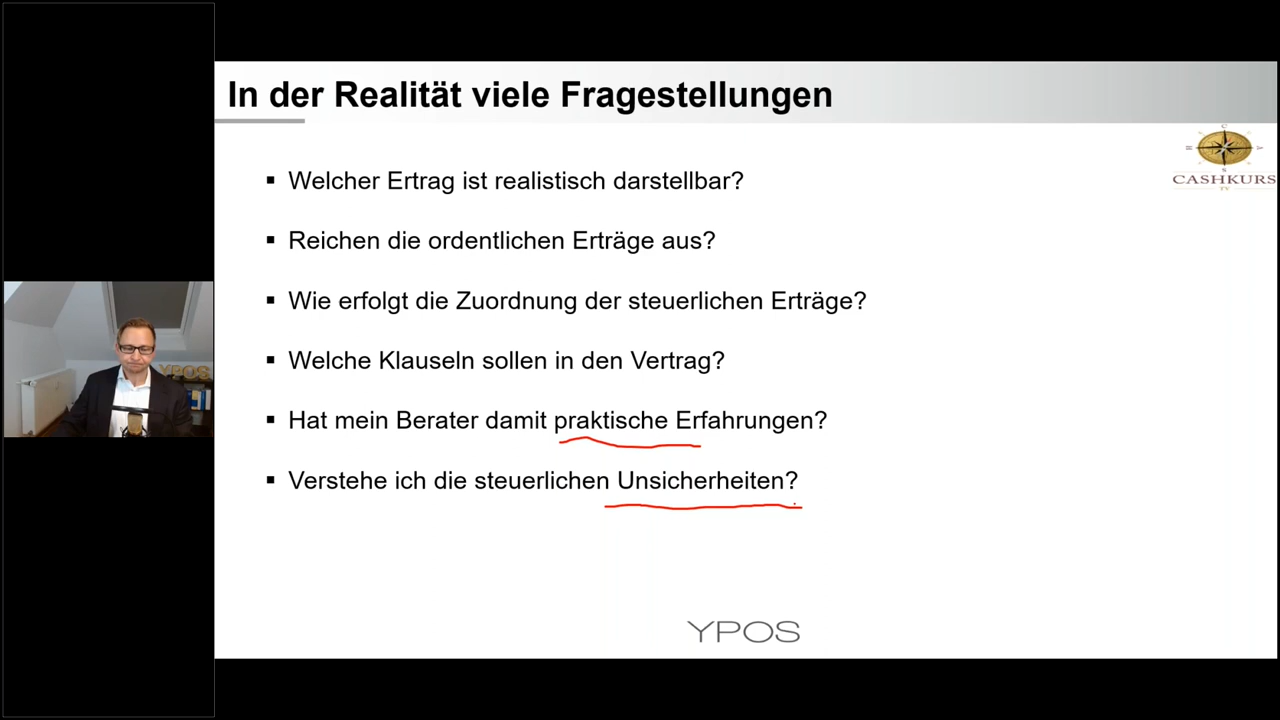 In der Realität viele Fragestellungen
CASHKURS
TV
▪ Welcher Ertrag ist realistisch darstellbar?
▪ Reichen die ordentlichen Erträge aus?
▪ Wie erfolgt die Zuordnung der steuerlichen Erträge?
▪ Welche Klauseln sollen in den Vertrag?
▪ Hat mein Berater damit praktische Erfahrungen?
▪ Verstehe ich die steuerlichen Unsicherheiten?
YPOS
YPOS